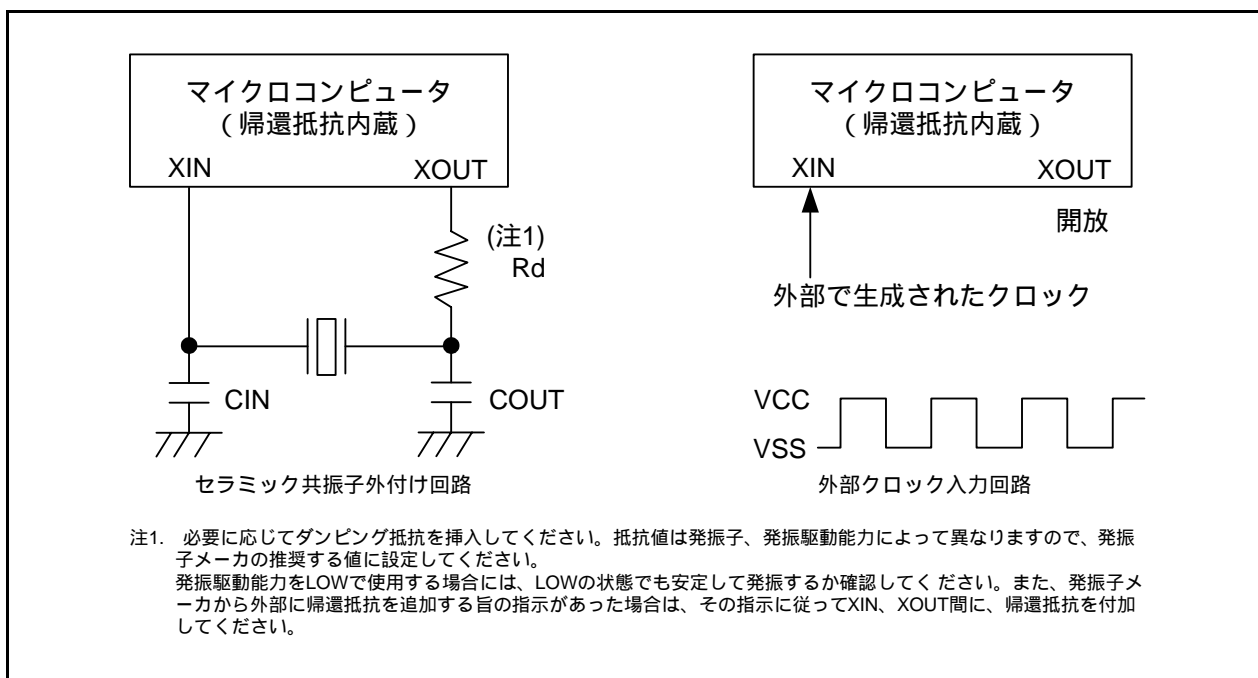 マイクロコンピュータ
（帰還抵抗内蔵）
XIN
XOUT
(注1)
Rd
CIN
COUT
セラミック共振子外付け回路
マイクロコンピュータ
（帰還抵抗内蔵）
XIN
XOUT
開放
外部で生成されたクロック
VCC
VSS
外部クロック入力回路
注1. 必要に応じてダンピング抵抗を挿入してください。抵抗値は発振子、発振駆動能力によって異なりますので、発振
子メーカの推奨する値に設定してください。
発振駆動能力をLOWで使用する場合には、LOWの状態でも安定して発振するか確認してく ださい。また、発振子メ
ーカから外部に帰還抵抗を追加する旨の指示があった場合は、その指示に従ってXIN、XOUT間に、帰還抵抗を付加
してください。